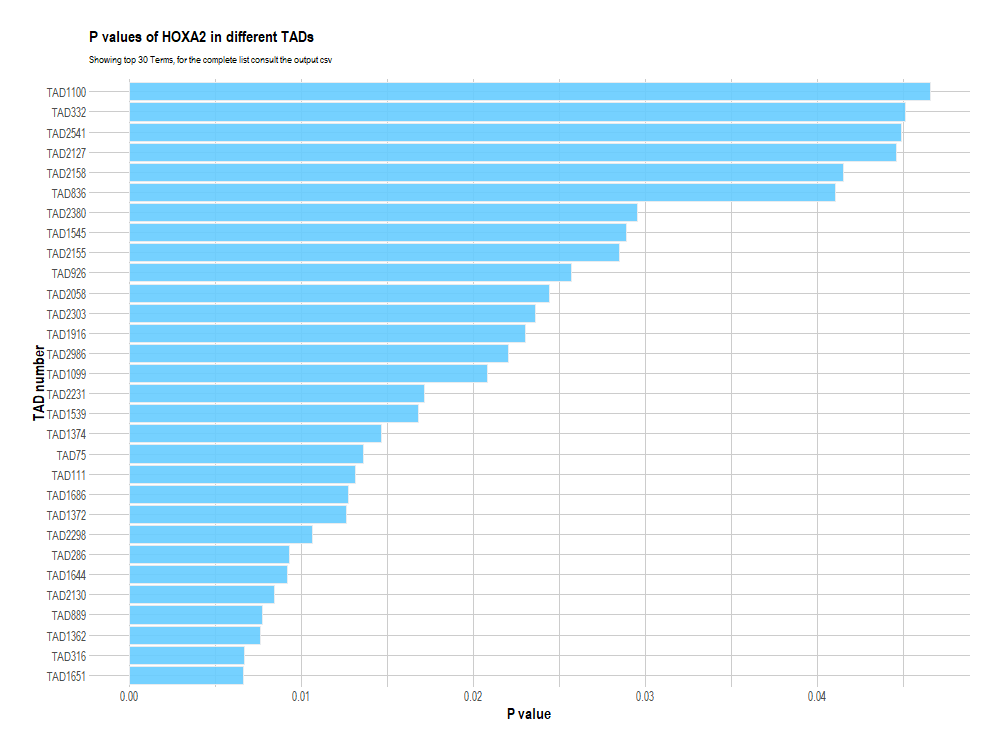 P values of HOXA2 in different TADs
Showing top 30 Terms, for the complete list consult the output csv
TAD1100
TAD332
TAD2541
TAD2127
TAD2158
TAD836
TAD2380
TAD1545
TAD2155
TAD926
TAD2058
TAD2303
TAD1916
TAD2986
TAD1099
TAD2231
TAD1539
TAD1374
TAD75
TAD111
TAD1686
TAD1372
TAD2298
TAD286
TAD1644
TAD2130
TAD889
TAD1362
TAD316
TAD1651
TAD number
0.00 0.01 0.02 0.03 0.04
P value